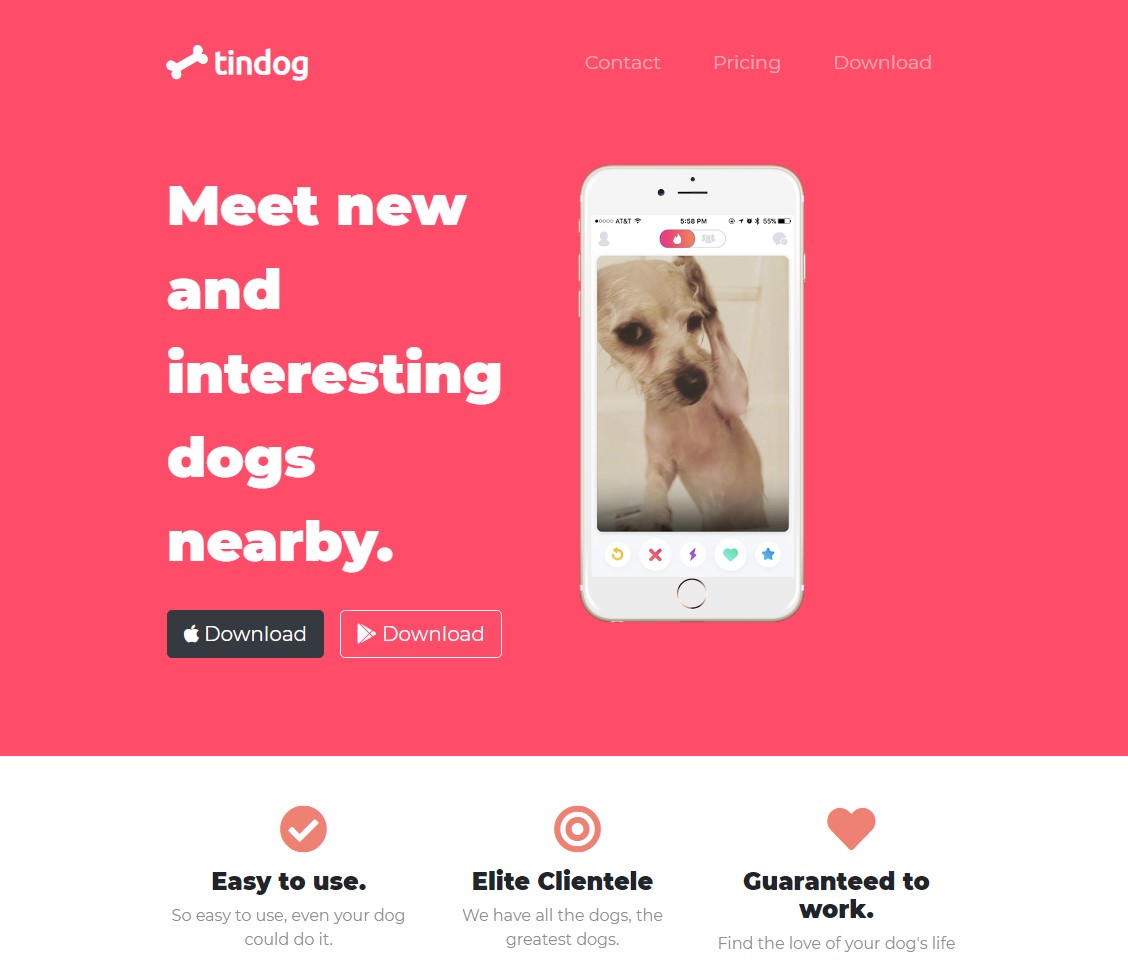 tindog
Contact Pricing Download
Meet new
and
interesting
dogs
nearby.
AT&T 5:58 PM 55%
Download Download
Easy to use.
So easy to use, even your dog
could do it.
Elite Clientele
We have all the dogs, the
greatest dogs.
Guaranteed to
work.
Find the love of your dog's life